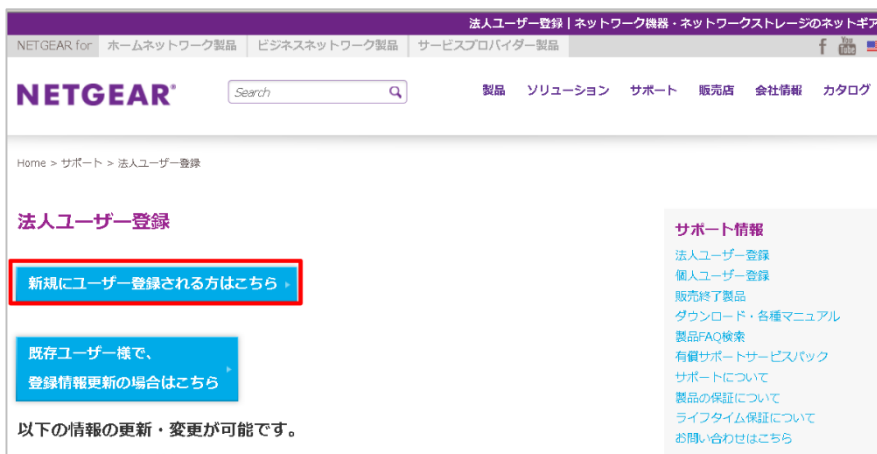 法人ユーザー登録 | ネットワーク機器・ネットワークストレージのネットギア
NETGEAR for ホームネットワーク製品 ビジネスネットワーク製品 サービスプロバイダー製品
f You Tube
NETGEAR®
Search
製品 ソリューション サポート 販売店 会社情報 カタログ
Home > サポート > 法人ユーザー登録
法人ユーザー登録
新規にユーザー登録される方はこちら
既存ユーザー様で、
登録情報更新の場合はこちら
以下の情報の更新・変更が可能です。
サポート情報
法人ユーザー登録
個人ユーザー登録
販売終了製品
ダウンロード・各種マニュアル
製品FAQ検索
有償サポートサービスパック
サポートについて
製品の保証について
ライフタイム保証について
お問い合わせはこちら